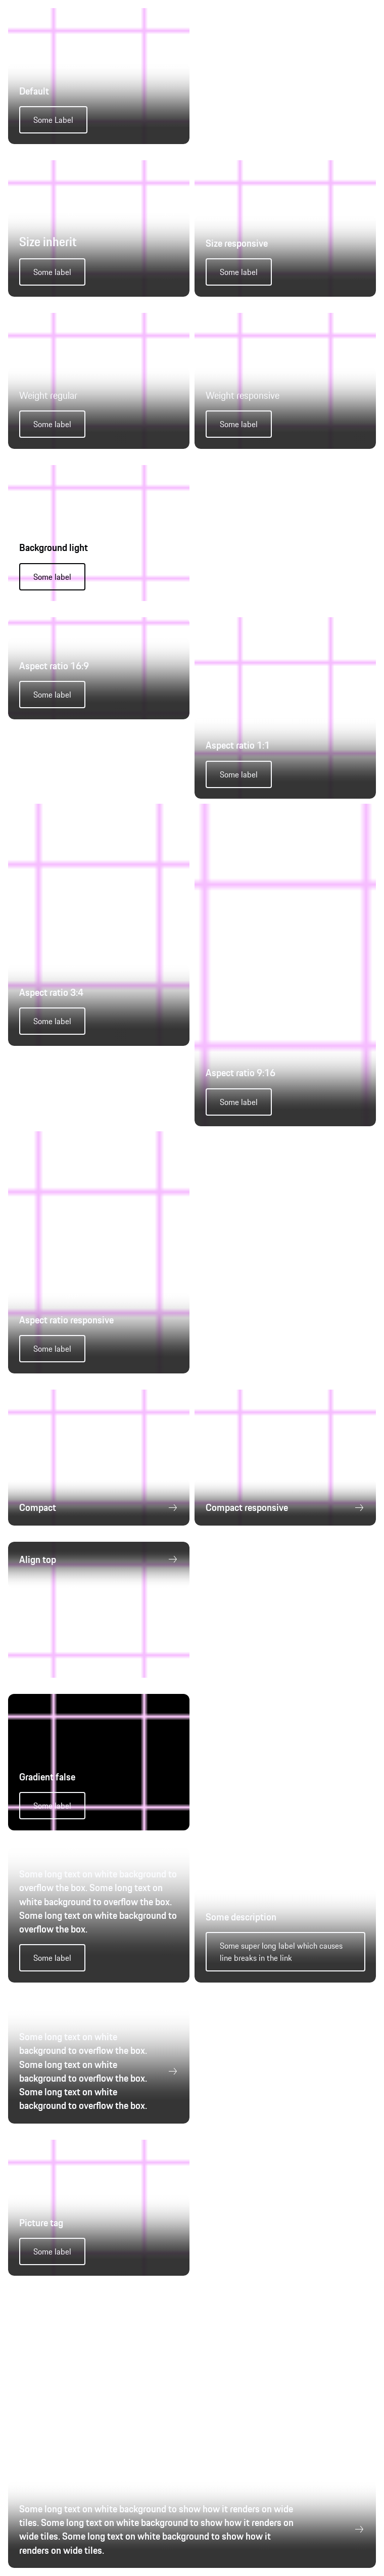 Default
Some Label
Size inherit
Some label
Size responsive
Some label
Weight regular
Some label
Weight responsive
Some label
Background light
Some label
Aspect ratio 16:9
Some label
Aspect ratio 1:1
Some label
Aspect ratio 3:4
Some label
Aspect ratio 9:16
Some label
Aspect ratio responsive
Some label
Compact
Compact responsive
Align top
Gradient false
Some label
Some long text on white background to
overflow the box. Some long text on
white background to overflow the box.
Some long text on white background to
overflow the box.
Some label
Some description
Some super long label which causes
line breaks in the link
Some long text on white
background to overflow the box.
Some long text on white
background to overflow the box.
Some long text on white
background to overflow the box.
Picture tag
Some label
Some long text on white background to show how it renders on wide
tiles. Some long text on white background to show how it renders on
wide tiles. Some long text on white background to show how it
renders on wide tiles.